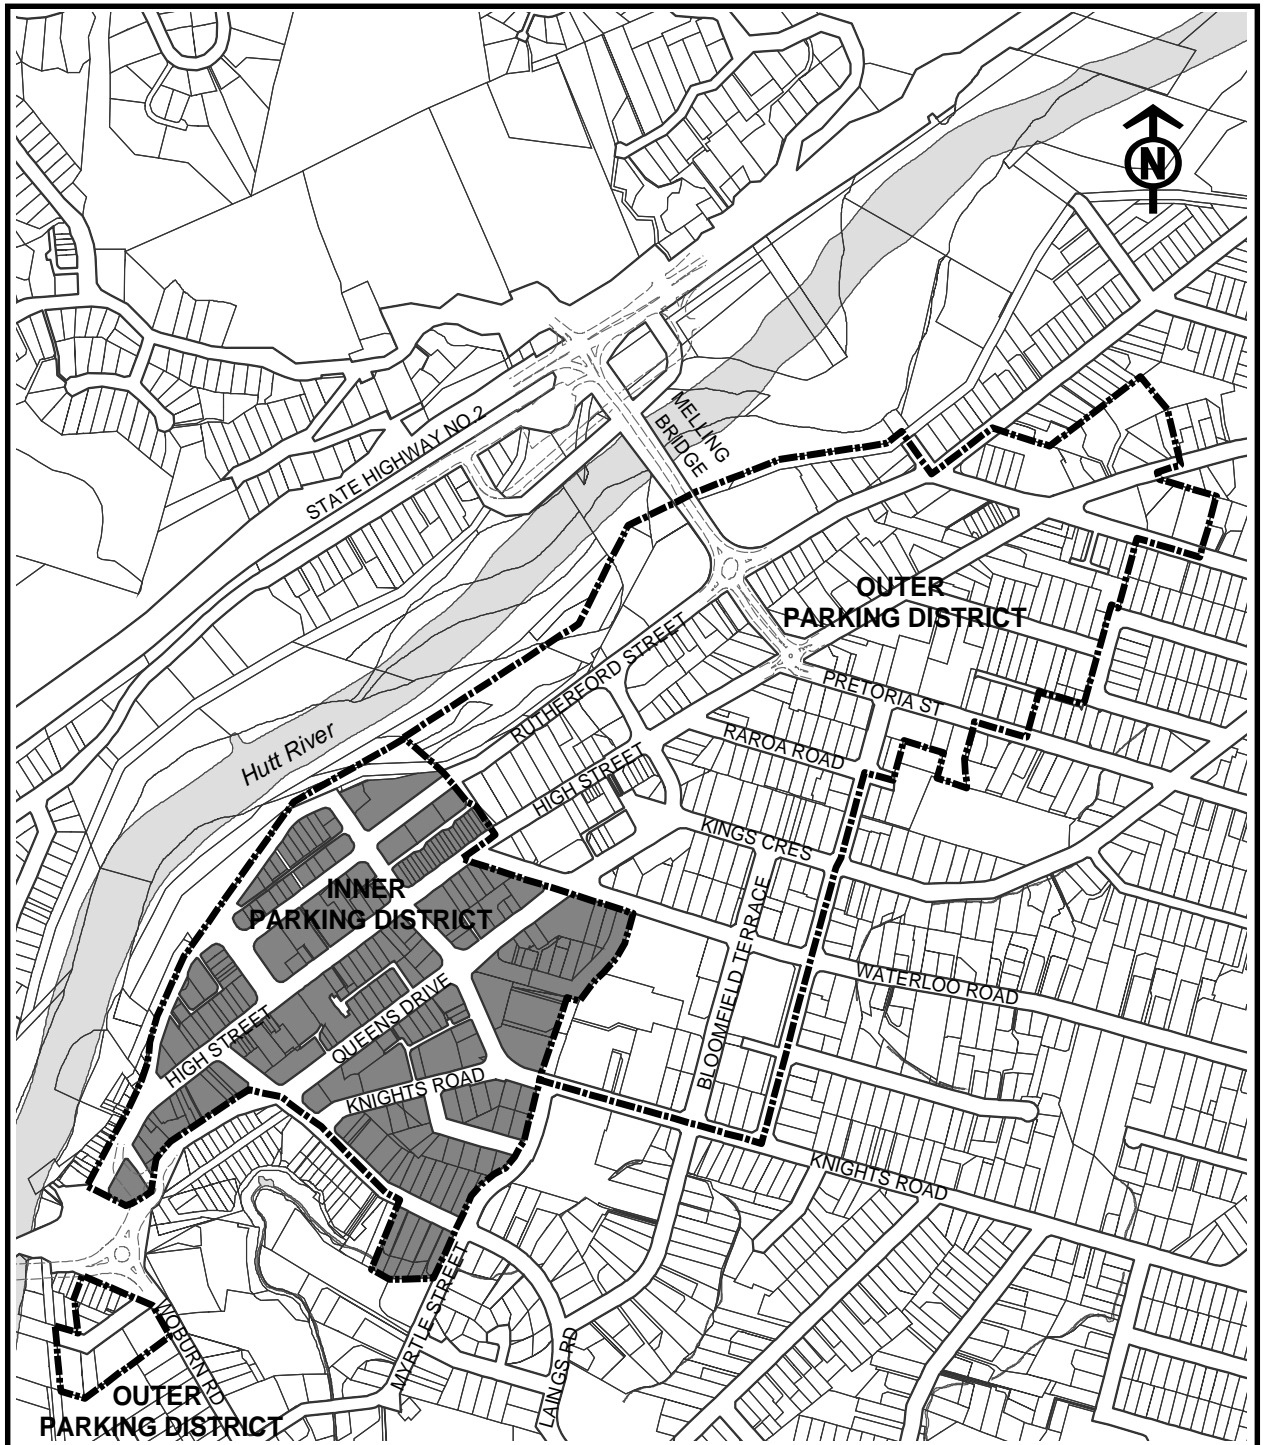 N
STATE HIGHWAY NO.2
MELLING
BRIDGE
OUTER
PARKING DISTRICT
RUTHERFORD STREET
PRETORIA ST
RAROA ROAD
Hutt River
HIGH STREET
KINGS CRES
INNER
PARKING DISTRICT
BLOOMFIELD TERRACE
WATERLOO ROAD
QUEENS DRIVE
HIGH STREET
KNIGHTS ROAD
KNIGHTS ROAD
MYRTLE STREET
WOBURN RD
LAINGS RD
OUTER
PARKING DISTRICT